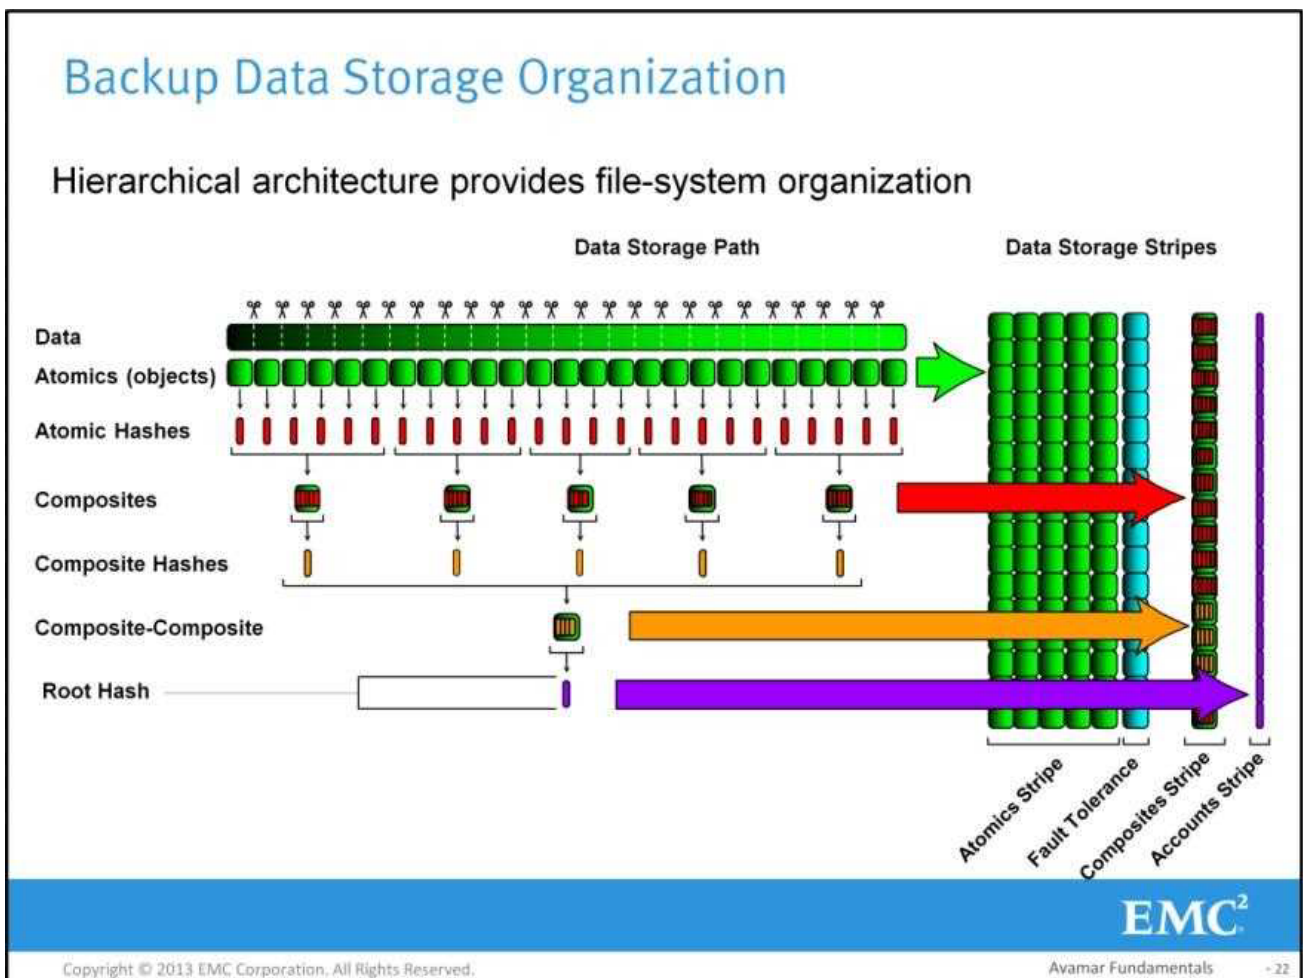 Backup Data Storage Organization
Hierarchical architecture provides file-system organization
Data Storage Path
Data Storage Stripes
Data
Atomics (objects)
Atomic Hashes
Composites
Composite Hashes
Composite-Composite
Root Hash
Atomics Stripe
Fault Tolerance
Composites Stripe
Accounts Stripe
EMC²
Copyright © 2013 EMC Corporation. All Rights Reserved.
Avamar Fundamentals
- 22